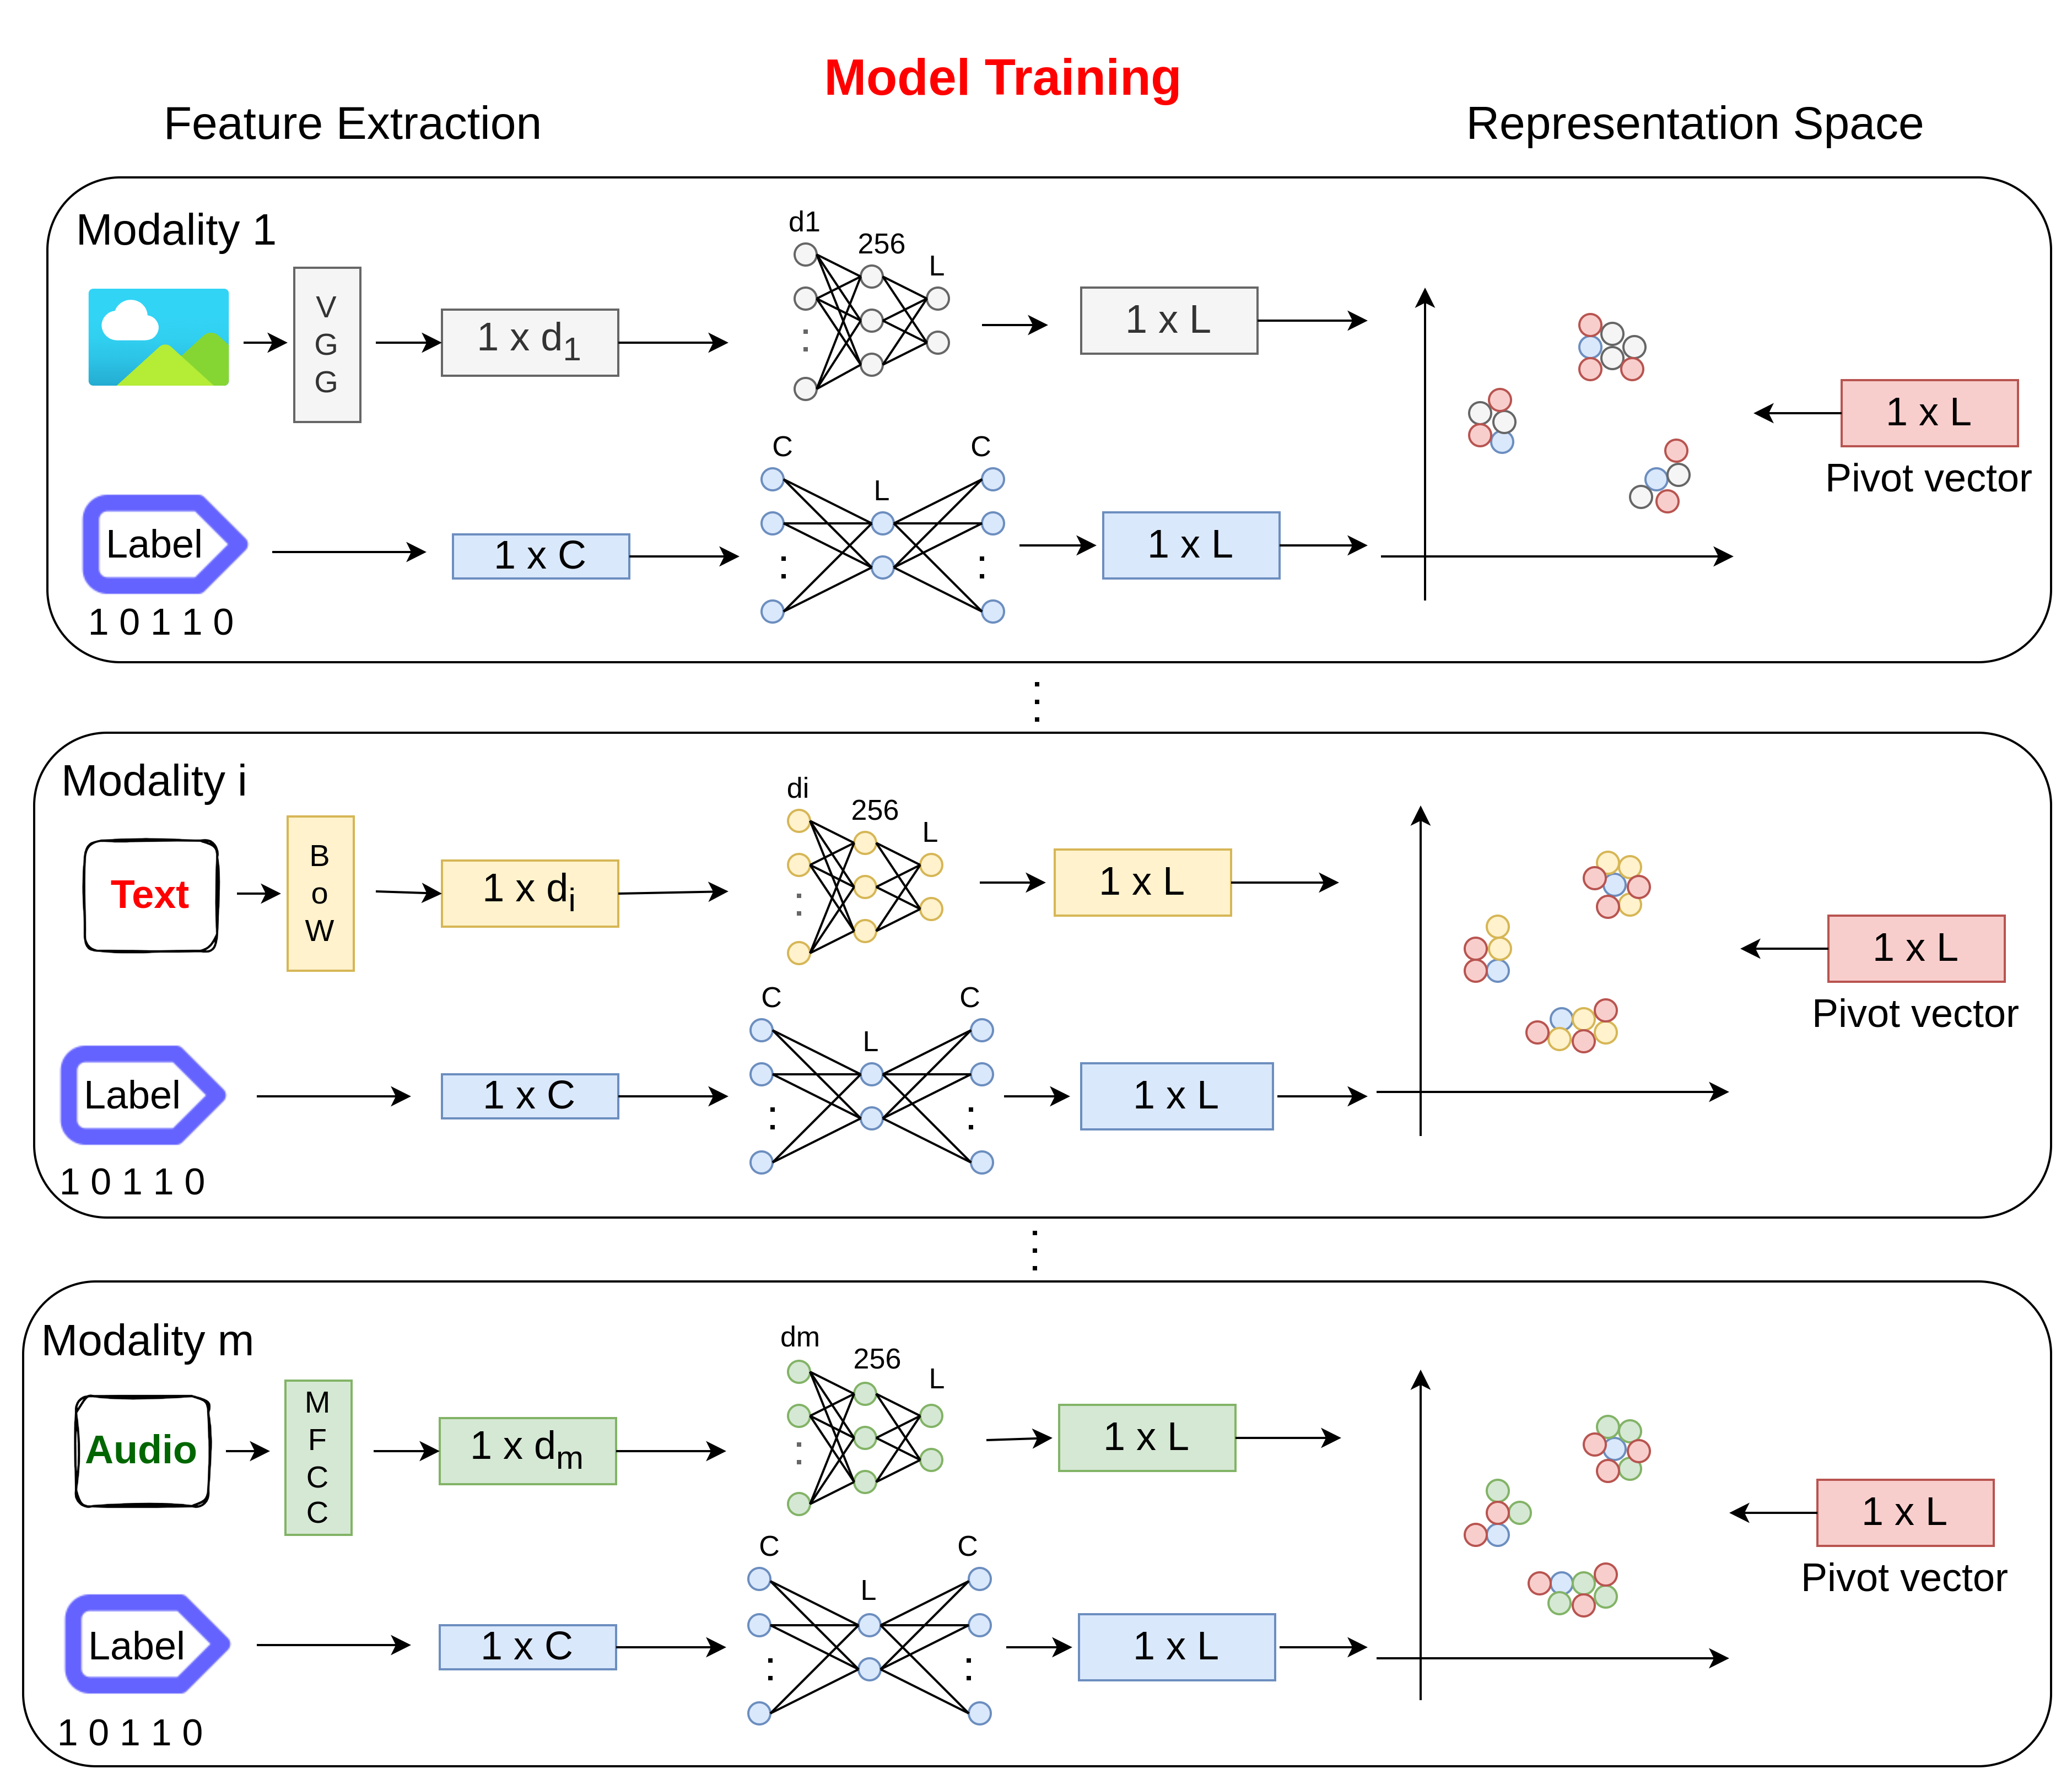 Model Training
Feature Extraction
Representation Space
Modality 1
V
G
G
1 x d1
d1
256
L
1 x L
1 x L
Pivot vector
Label
1 0 1 1 0
1 x C
C
L
C
1 x L
Modality i
Text
B
o
W
1 x di
di
256
L
1 x L
1 x L
Pivot vector
Label
1 0 1 1 0
1 x C
C
L
C
1 x L
Modality m
Audio
M
F
C
C
1 x dm
dm
256
L
1 x L
1 x L
Pivot vector
Label
1 0 1 1 0
1 x C
C
L
C
1 x L